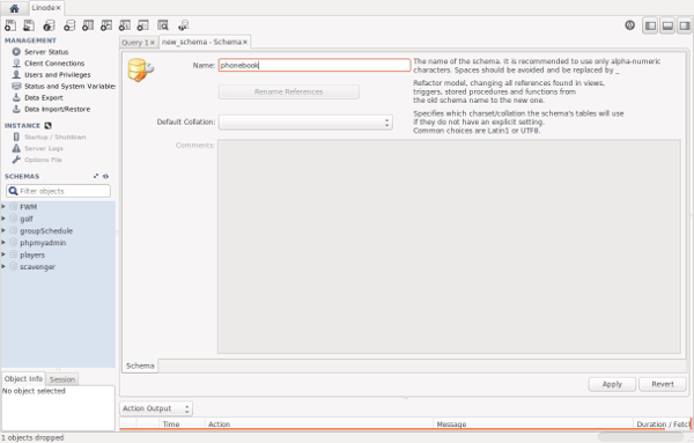 Linode×
MANAGEMENT
Server Status
Client Connections
Users and Privileges
Status and System Variable
Data Export
Data Import/Restore
INSTANCE
Startup / Shutdown
Server Logs
Options File
SCHEMAS
Filter objects
FWM
golf
groupSchedule
phpmyadmin
players
scavenger
Object Info Session
No object selected
1 objects dropped
Query 1× new_schema - Schema×
Name: phonebook
The name of the schema. It is recommended to use only alpha-numeric
characters. Spaces should be avoided and be replaced by _
Rename References
Refactor model, changing all references found in views,
triggers, stored procedures and functions from
the old schema name to the new one.
Default Collation:
Specifies which charset/collation the schema's tables will use
if they do not have an explicit setting.
Common choices are Latin1 or UTF8.
Comments:
Schema
Apply Revert
Action Output
Time Action Message Duration / Fetch